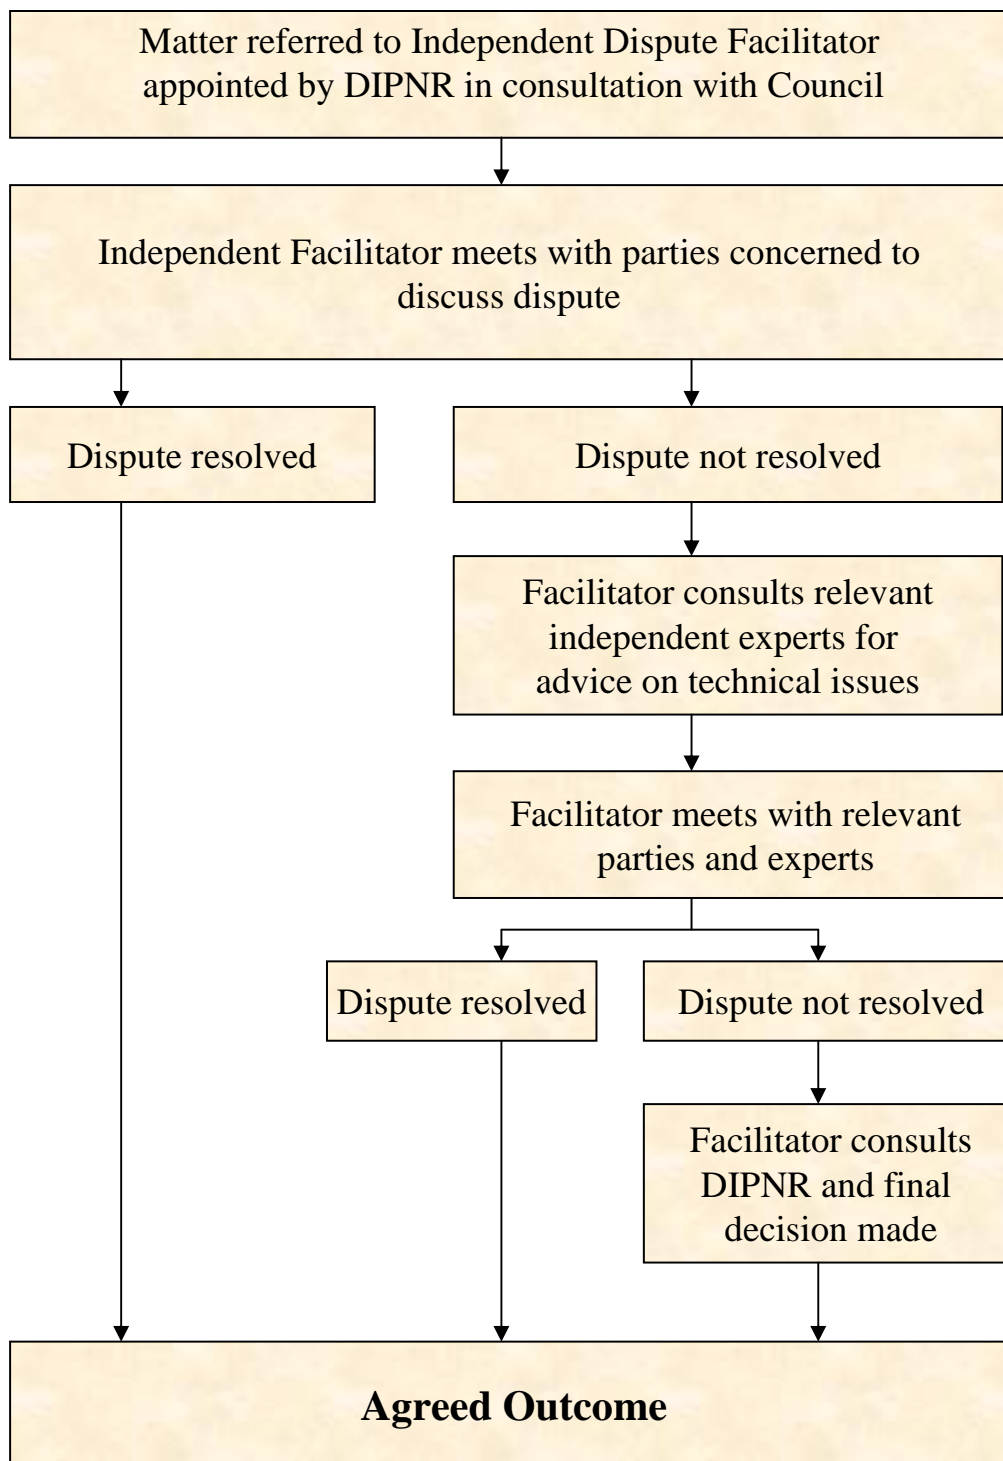 Matter referred to Independent Dispute Facilitator
appointed by DIPNR in consultation with Council
Independent Facilitator meets with parties concerned to
discuss dispute
Dispute resolved
Dispute not resolved
Facilitator consults relevant
independent experts for
advice on technical issues
Facilitator meets with relevant
parties and experts
Dispute resolved
Dispute not resolved
Facilitator consults
DIPNR and final
decision made
Agreed Outcome